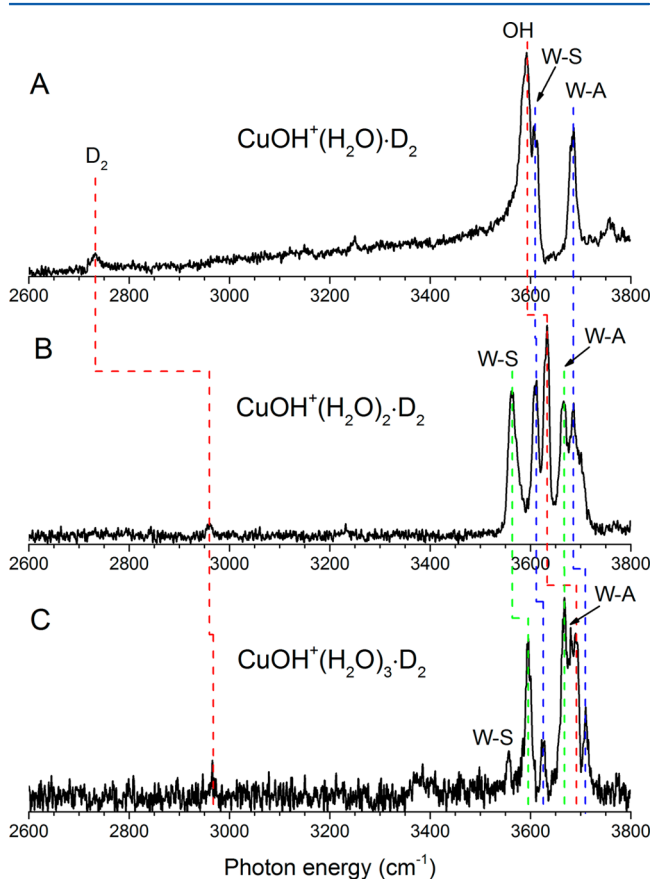 OH
A
W-S
W-A
CuOH⁺(H₂O)·D₂
D₂
2600 2800 3000 3200 3400 3600 3800
B
W-S
W-A
CuOH⁺(H₂O)₂·D₂
2600 2800 3000 3200 3400 3600 3800
C
W-A
CuOH⁺(H₂O)₃·D₂
W-S
2600 2800 3000 3200 3400 3600 3800
Photon energy (cm⁻¹)